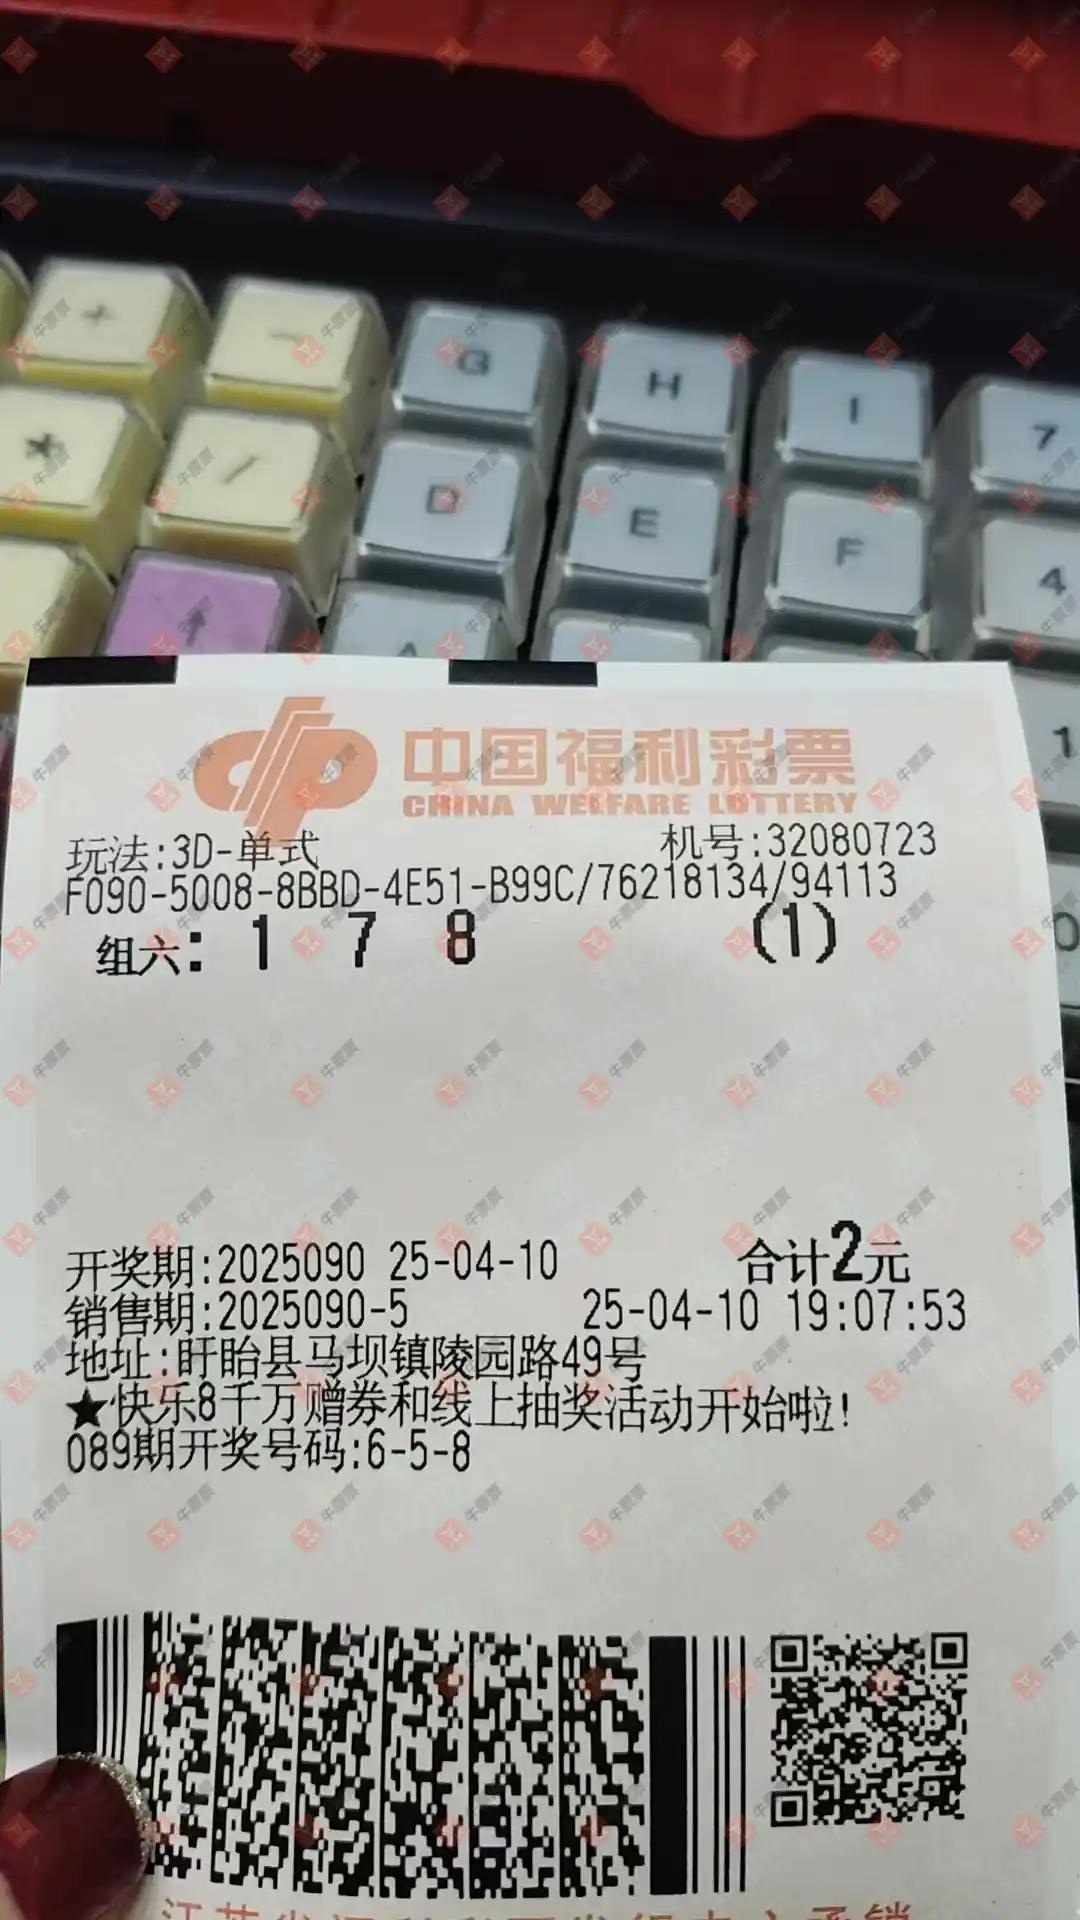 + - G H I 7
* / D E F 4
↑ A 1
0
中国福利彩票
CHINA WELFARE LOTTERY
玩法:3D-单式 机号:32080723
F090-5008-8BBD-4E51-B99C/76218134/94113
组六: 1 7 8 (1)
开奖期:2025090 25-04-10 合计2元
销售期:2025090-5 25-04-10 19:07:53
地址:盱眙县马坝镇陵园路49号
★快乐8千万赠券和线上抽奖活动开始啦!
089期开奖号码:6-5-8
牛票票